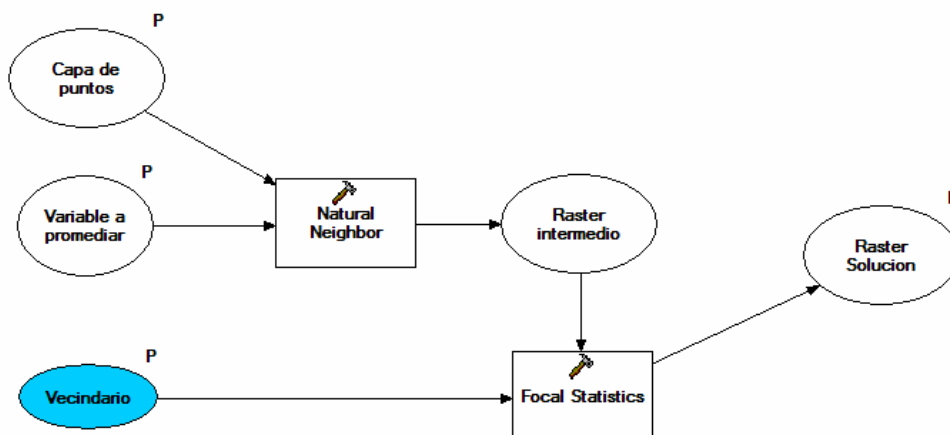 P
Capa de
puntos
P
Variable a
promediar
Natural
Neighbor
Raster
intermedio
Raster
Solucion
P
Vecindario
Focal Statistics